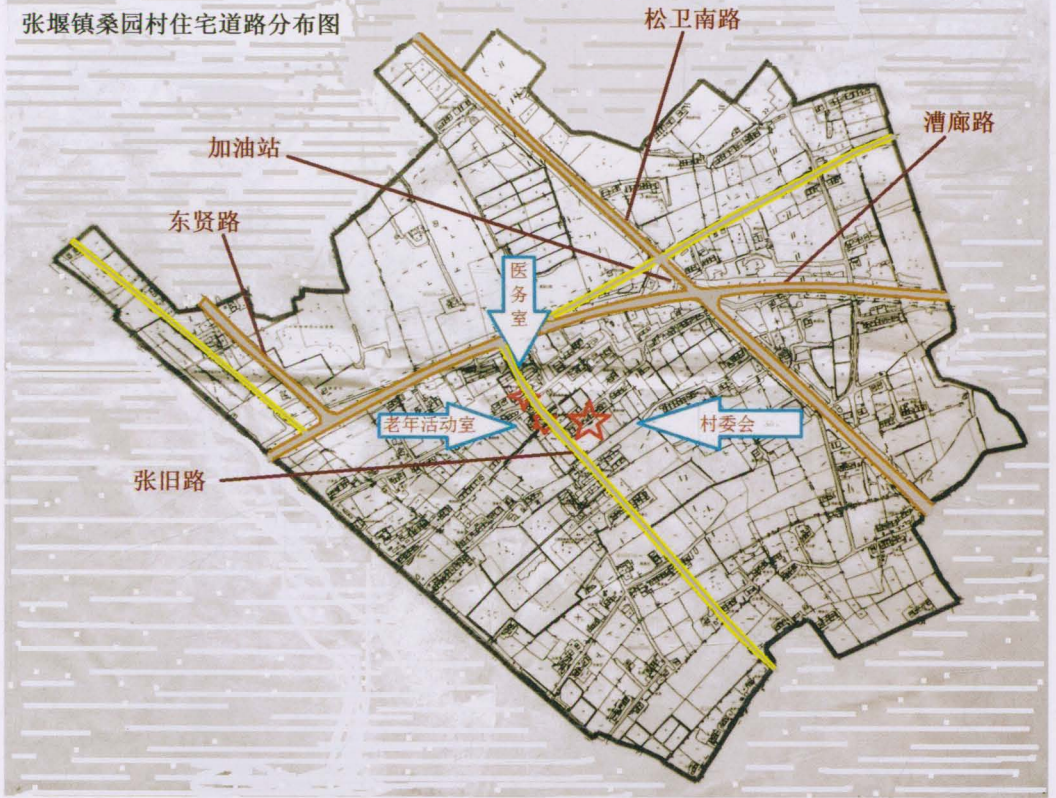 张堰镇桑园村住宅道路分布图
松卫南路
漕廊路
加油站
东贤路
医务室
老年活动室
村委会
张旧路